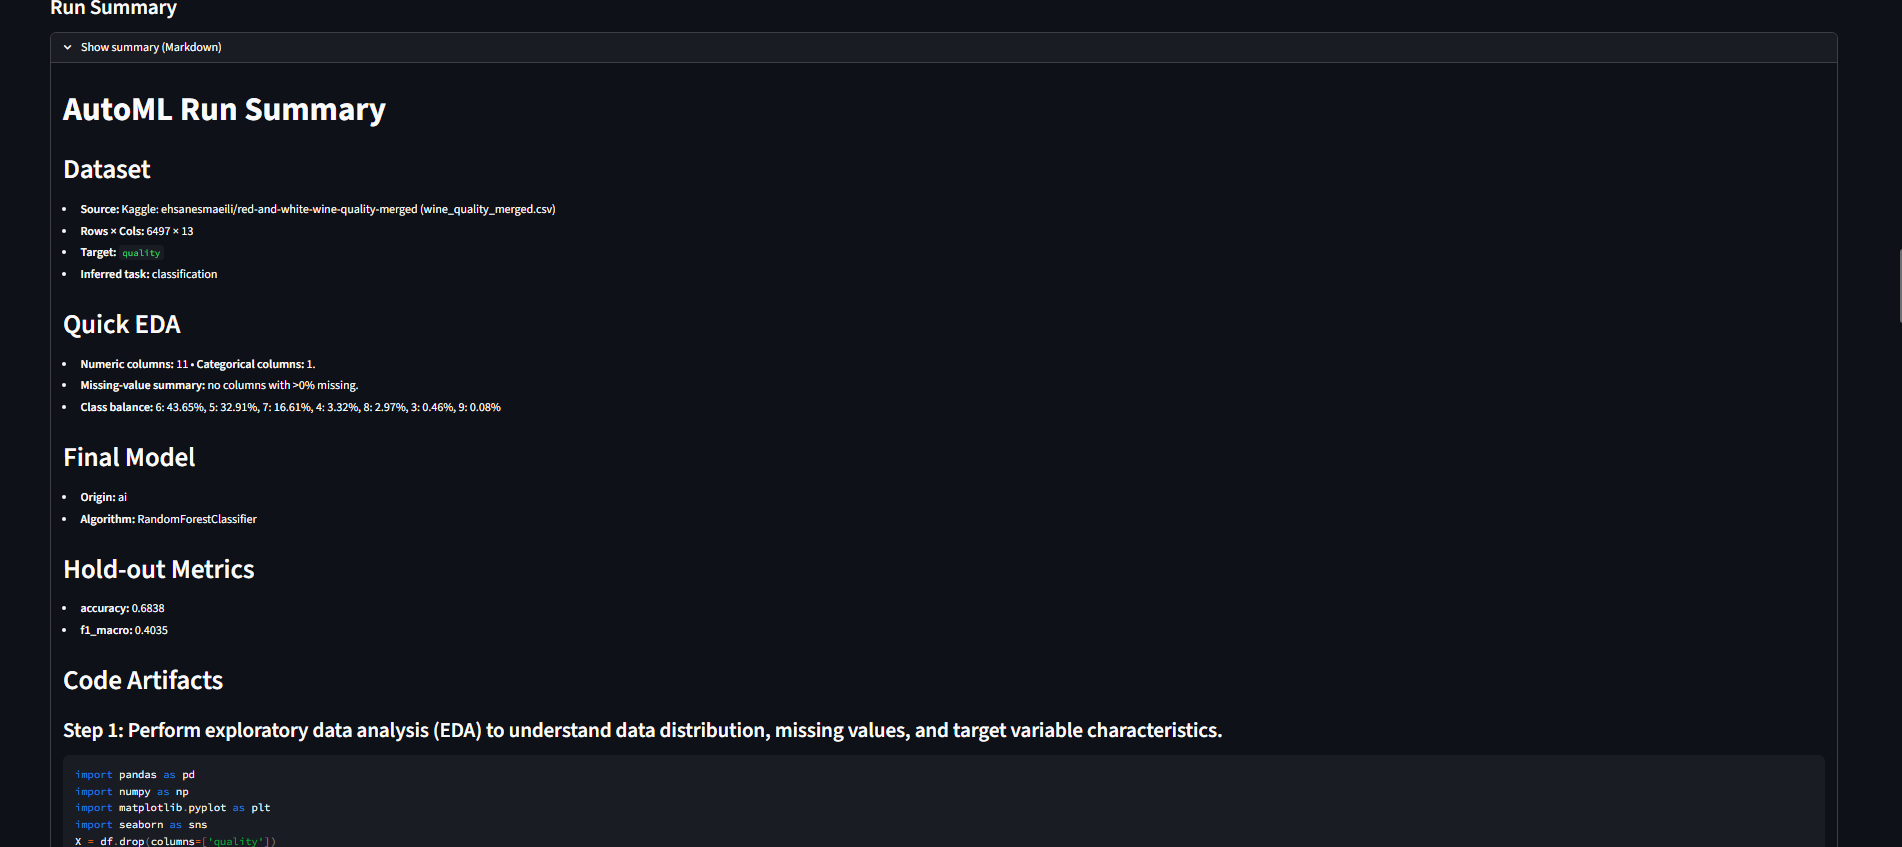 Run Summary
Show summary (Markdown)
AutoML Run Summary
Dataset
• Source: Kaggle: ehsanesmaeili/red-and-white-wine-quality-merged (wine_quality_merged.csv)
• Rows × Cols: 6497 × 13
• Target: quality
• Inferred task: classification
Quick EDA
• Numeric columns: 11 • Categorical columns: 1.
• Missing-value summary: no columns with >0% missing.
• Class balance: 6: 43.65%, 5: 32.91%, 7: 16.61%, 4: 3.32%, 8: 2.97%, 3: 0.46%, 9: 0.08%
Final Model
• Origin: ai
• Algorithm: RandomForestClassifier
Hold-out Metrics
• accuracy: 0.6838
• f1_macro: 0.4035
Code Artifacts
Step 1: Perform exploratory data analysis (EDA) to understand data distribution, missing values, and target variable characteristics.
import pandas as pd
import numpy as np
import matplotlib.pyplot as plt
import seaborn as sns
X = df.drop(columns=['quality'])